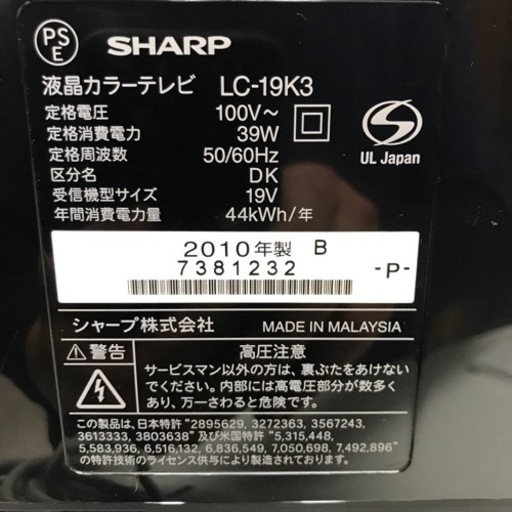 PS
E
SHARP
液晶カラーテレビ LC-19K3
定格電圧 100V～
定格消費電力 39W
定格周波数 50/60Hz
区分名 DK
受信機型サイズ 19V
年間消費電力量 44kWh/年
UL Japan
2010年製 B
7381232 -P-
シャープ株式会社 MADE IN MALAYSIA
⚠警告 高圧注意
サービスマン以外の方は、裏ぶたをあけない
でください。内部には高電圧部分が数多く
あり、万一さわると危険です。
この製品は、日本特許 "2895629, 3272363, 3567243,
3613333, 3803638" 及び米国特許 "5,315,448,
5,583,936, 6,516,132, 6,836,549, 7,050,698, 7,492,896"
の特許技術のライセンス供与により製造されました。